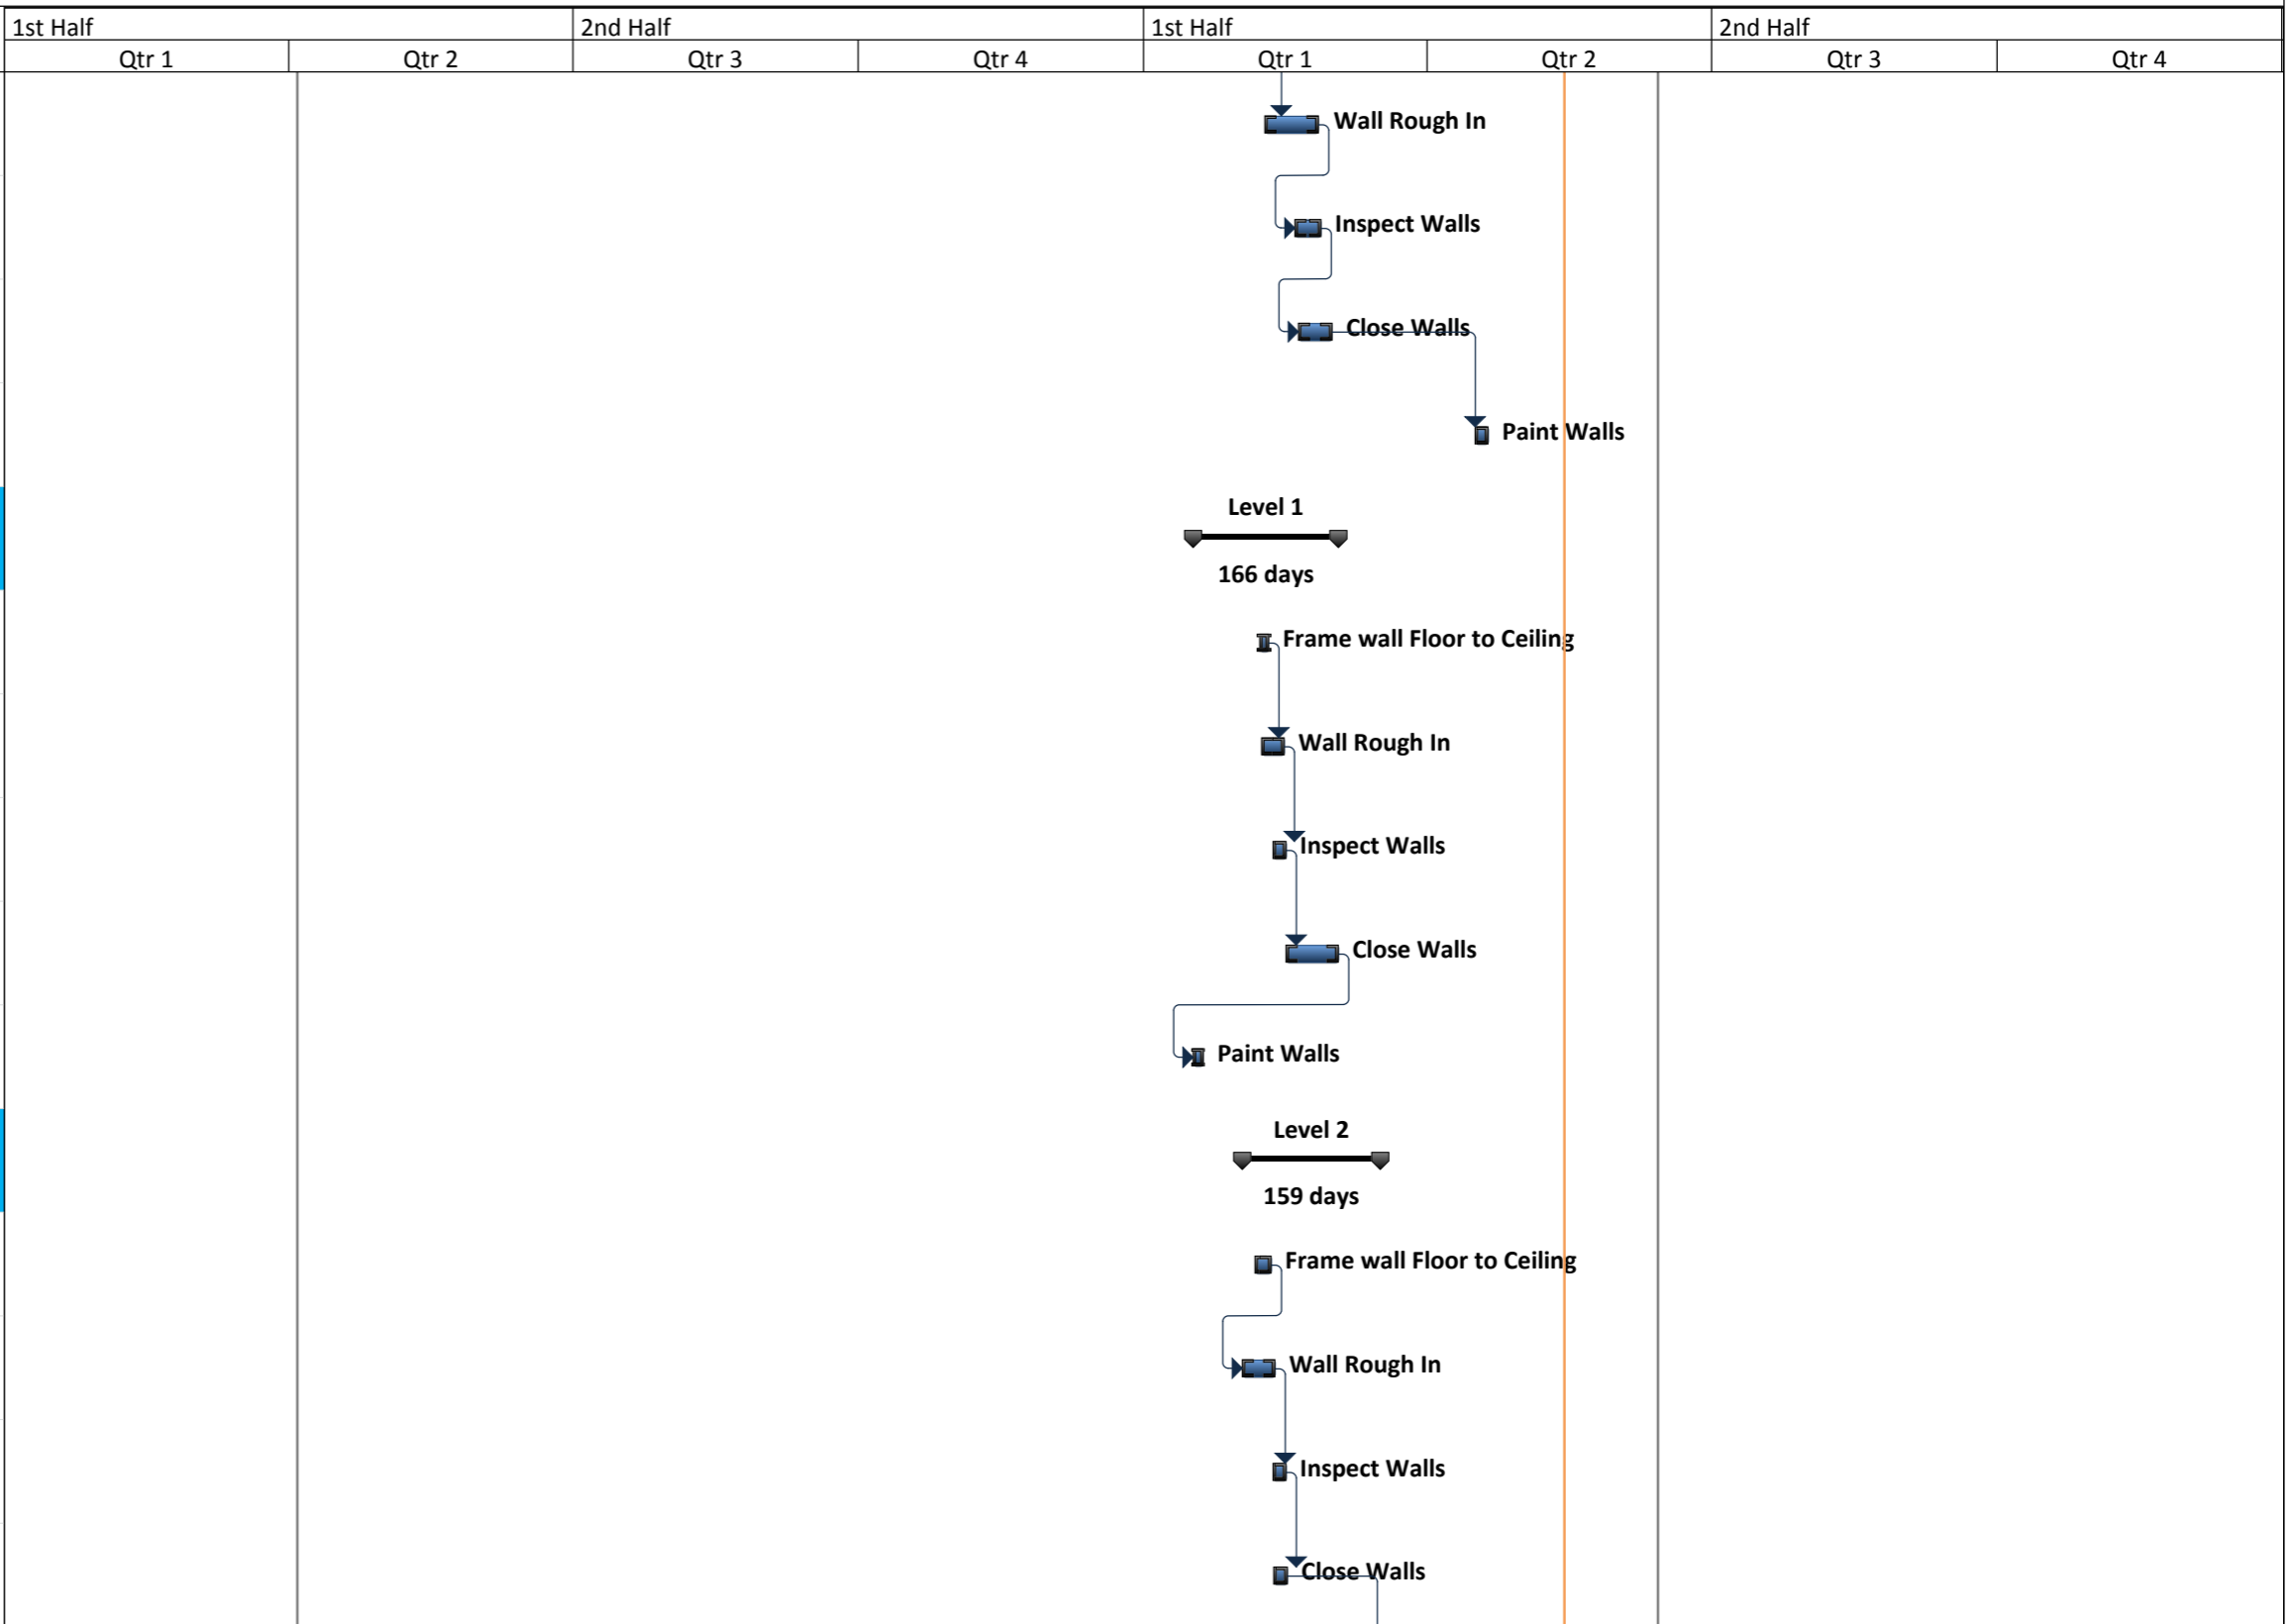 1st Half 2nd Half 1st Half 2nd Half
Qtr 1 Qtr 2 Qtr 3 Qtr 4 Qtr 1 Qtr 2 Qtr 3 Qtr 4
Wall Rough In
Inspect Walls
Close Walls
Paint Walls
Level 1
166 days
Frame wall Floor to Ceiling
Wall Rough In
Inspect Walls
Close Walls
Paint Walls
Level 2
159 days
Frame wall Floor to Ceiling
Wall Rough In
Inspect Walls
Close Walls